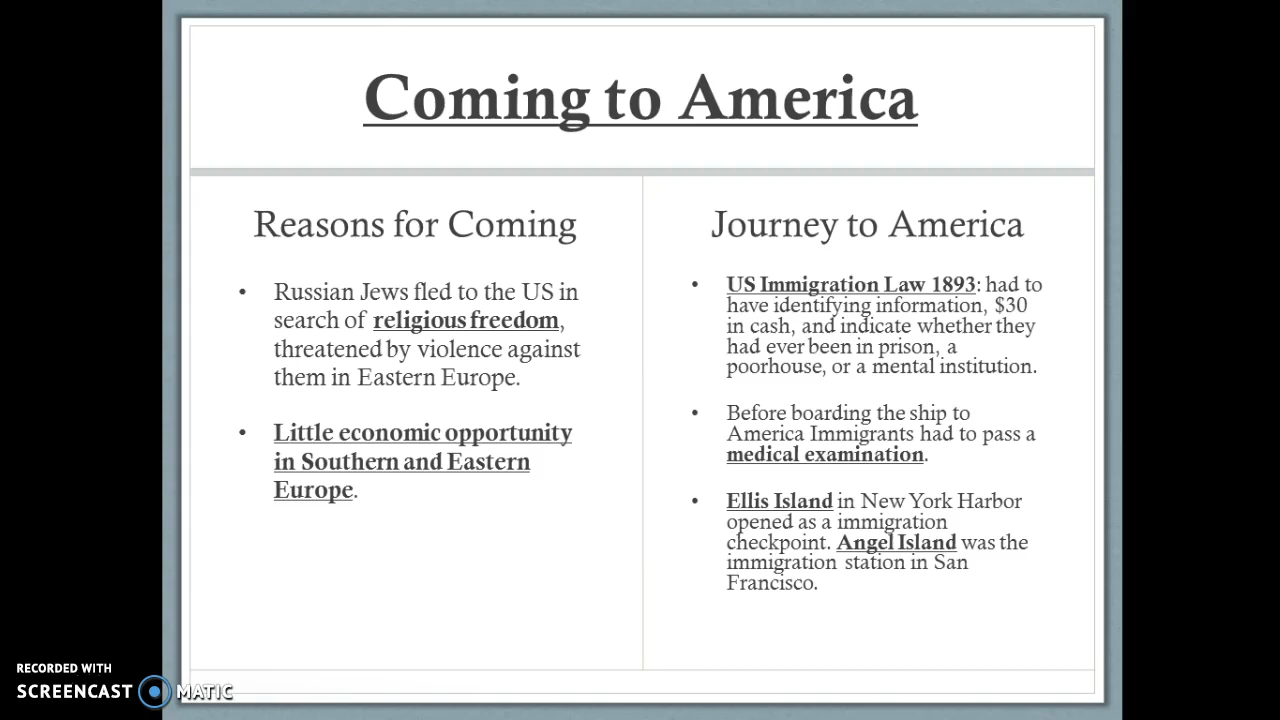 Coming to America
Reasons for Coming
• Russian Jews fled to the US in
search of religious freedom,
threatened by violence against
them in Eastern Europe.
• Little economic opportunity
in Southern and Eastern
Europe.
Journey to America
• US Immigration Law 1893: had to
have identifying information, $30
in cash, and indicate whether they
had ever been in prison, a
poorhouse, or a mental institution.
• Before boarding the ship to
America Immigrants had to pass a
medical examination.
• Ellis Island in New York Harbor
opened as a immigration
checkpoint. Angel Island was the
immigration station in San
Francisco.
RECORDED WITH
SCREENCAST MATIC